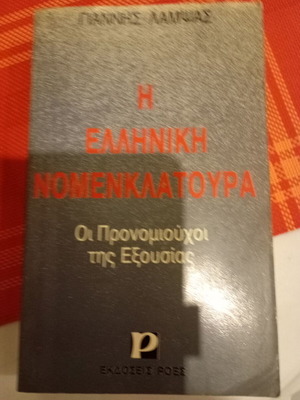 ΓΙΑΝΝΗΣ ΛΑΜΨΑΣ
Η
ΕΛΛΗΝΙΚΗ
ΝΟΜΕΝΚΛΑΤΟΥΡΑ
Οι Προνομιούχοι
της Εξουσίας
ρ
ΕΚΔΟΣΕΙΣ ΡΟΕΣ